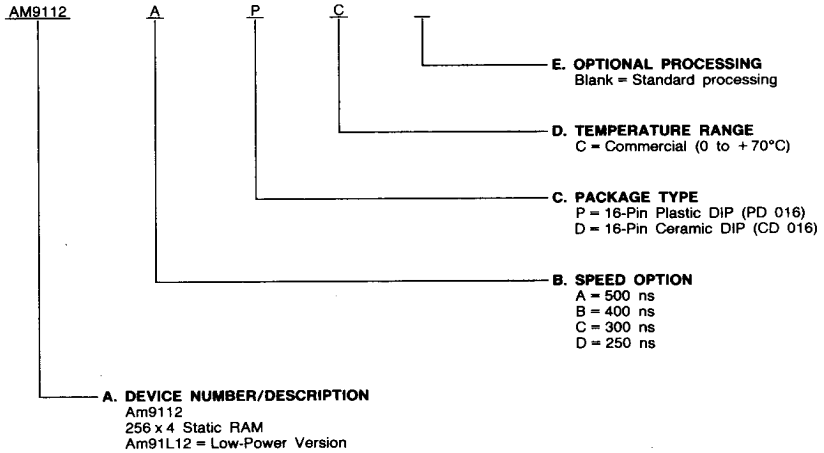 AM9112 A P C
E. OPTIONAL PROCESSING
Blank = Standard processing
D. TEMPERATURE RANGE
C = Commercial (0 to +70°C)
C. PACKAGE TYPE
P = 16-Pin Plastic DIP (PD 016)
D = 16-Pin Ceramic DIP (CD 016)
B. SPEED OPTION
A = 500 ns
B = 400 ns
C = 300 ns
D = 250 ns
A. DEVICE NUMBER/DESCRIPTION
Am9112
256 x 4 Static RAM
Am91L12 = Low-Power Version